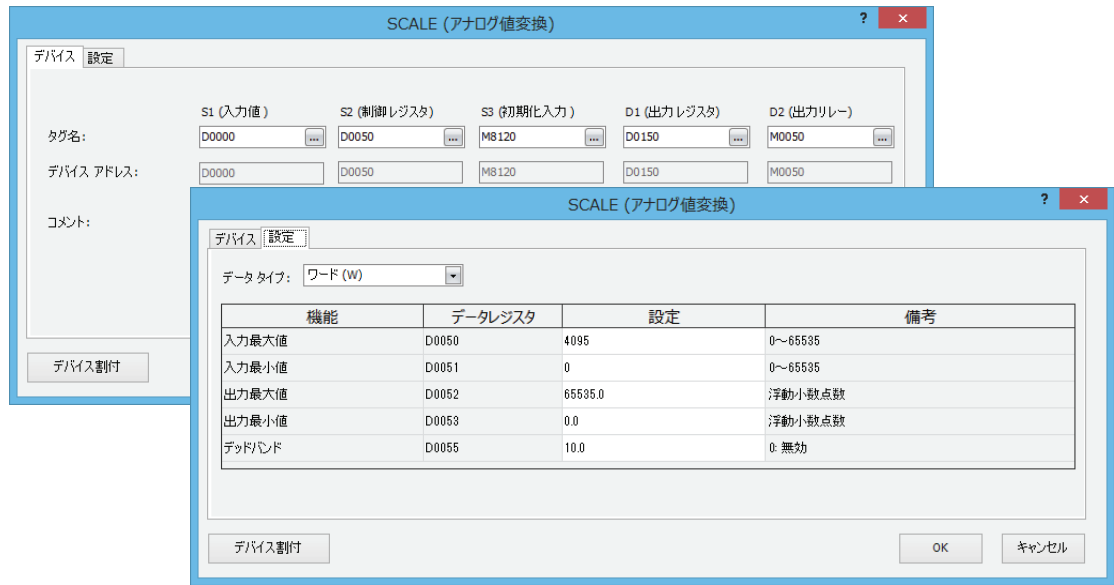 SCALE (アナログ値変換)
? ×
デバイス 設定
S1 (入力値) S2 (制御レジスタ) S3 (初期化入力) D1 (出力レジスタ) D2 (出力リレー)
タグ名: D0000 ... D0050 ... M8120 ... D0150 ... M0050 ...
デバイス アドレス: D0000 D0050 M8120 D0150 M0050
コメント:
デバイス割付
SCALE (アナログ値変換)
? ×
デバイス 設定
データ タイプ: ワード (W)
機能 データレジスタ 設定 備考
入力最大値 D0050 4095 0～65535
入力最小値 D0051 0 0～65535
出力最大値 D0052 65535.0 浮動小数点数
出力最小値 D0053 0.0 浮動小数点数
デッドバンド D0055 10.0 0: 無効
デバイス割付 OK キャンセル